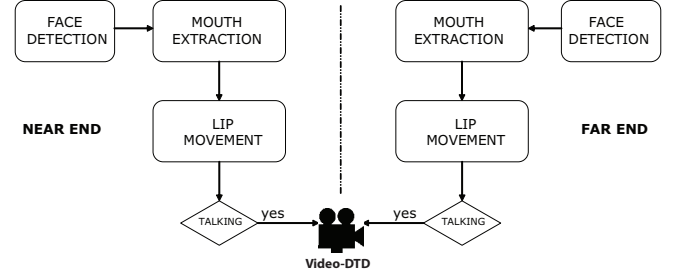 FACE
DETECTION
MOUTH
EXTRACTION
MOUTH
EXTRACTION
FACE
DETECTION
NEAR END
LIP
MOVEMENT
LIP
MOVEMENT
FAR END
TALKING
yes
yes
TALKING
Video-DTD